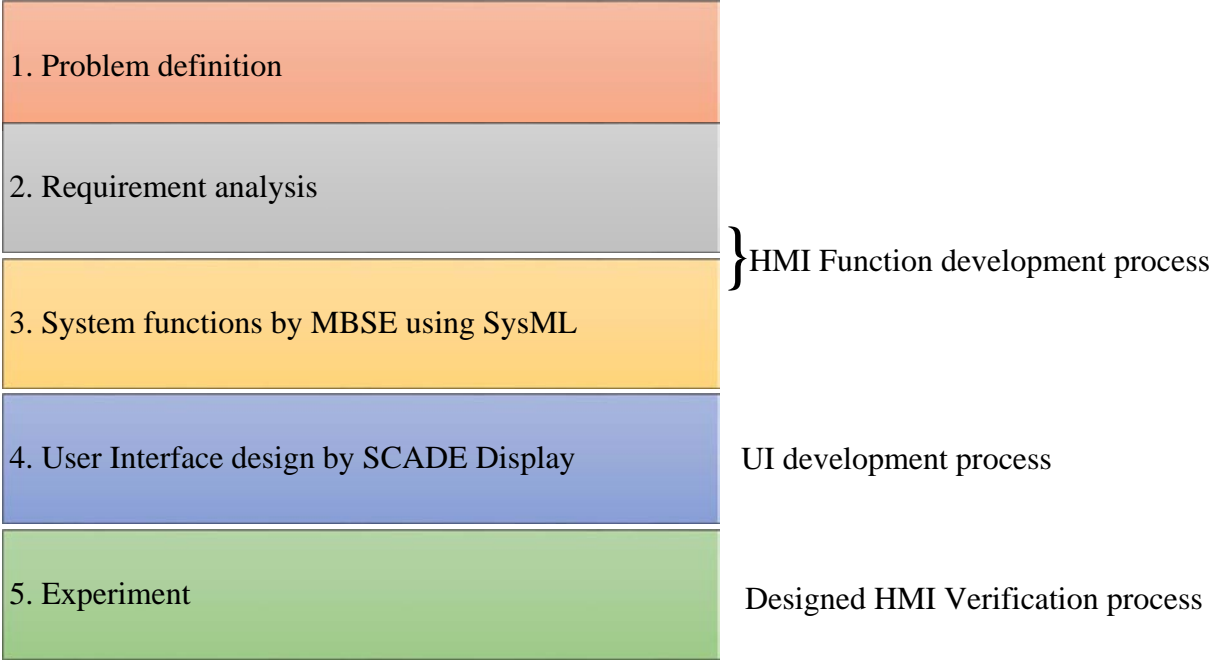 1. Problem definition
2. Requirement analysis
}HMI Function development process
3. System functions by MBSE using SysML
4. User Interface design by SCADE Display
UI development process
5. Experiment
Designed HMI Verification process